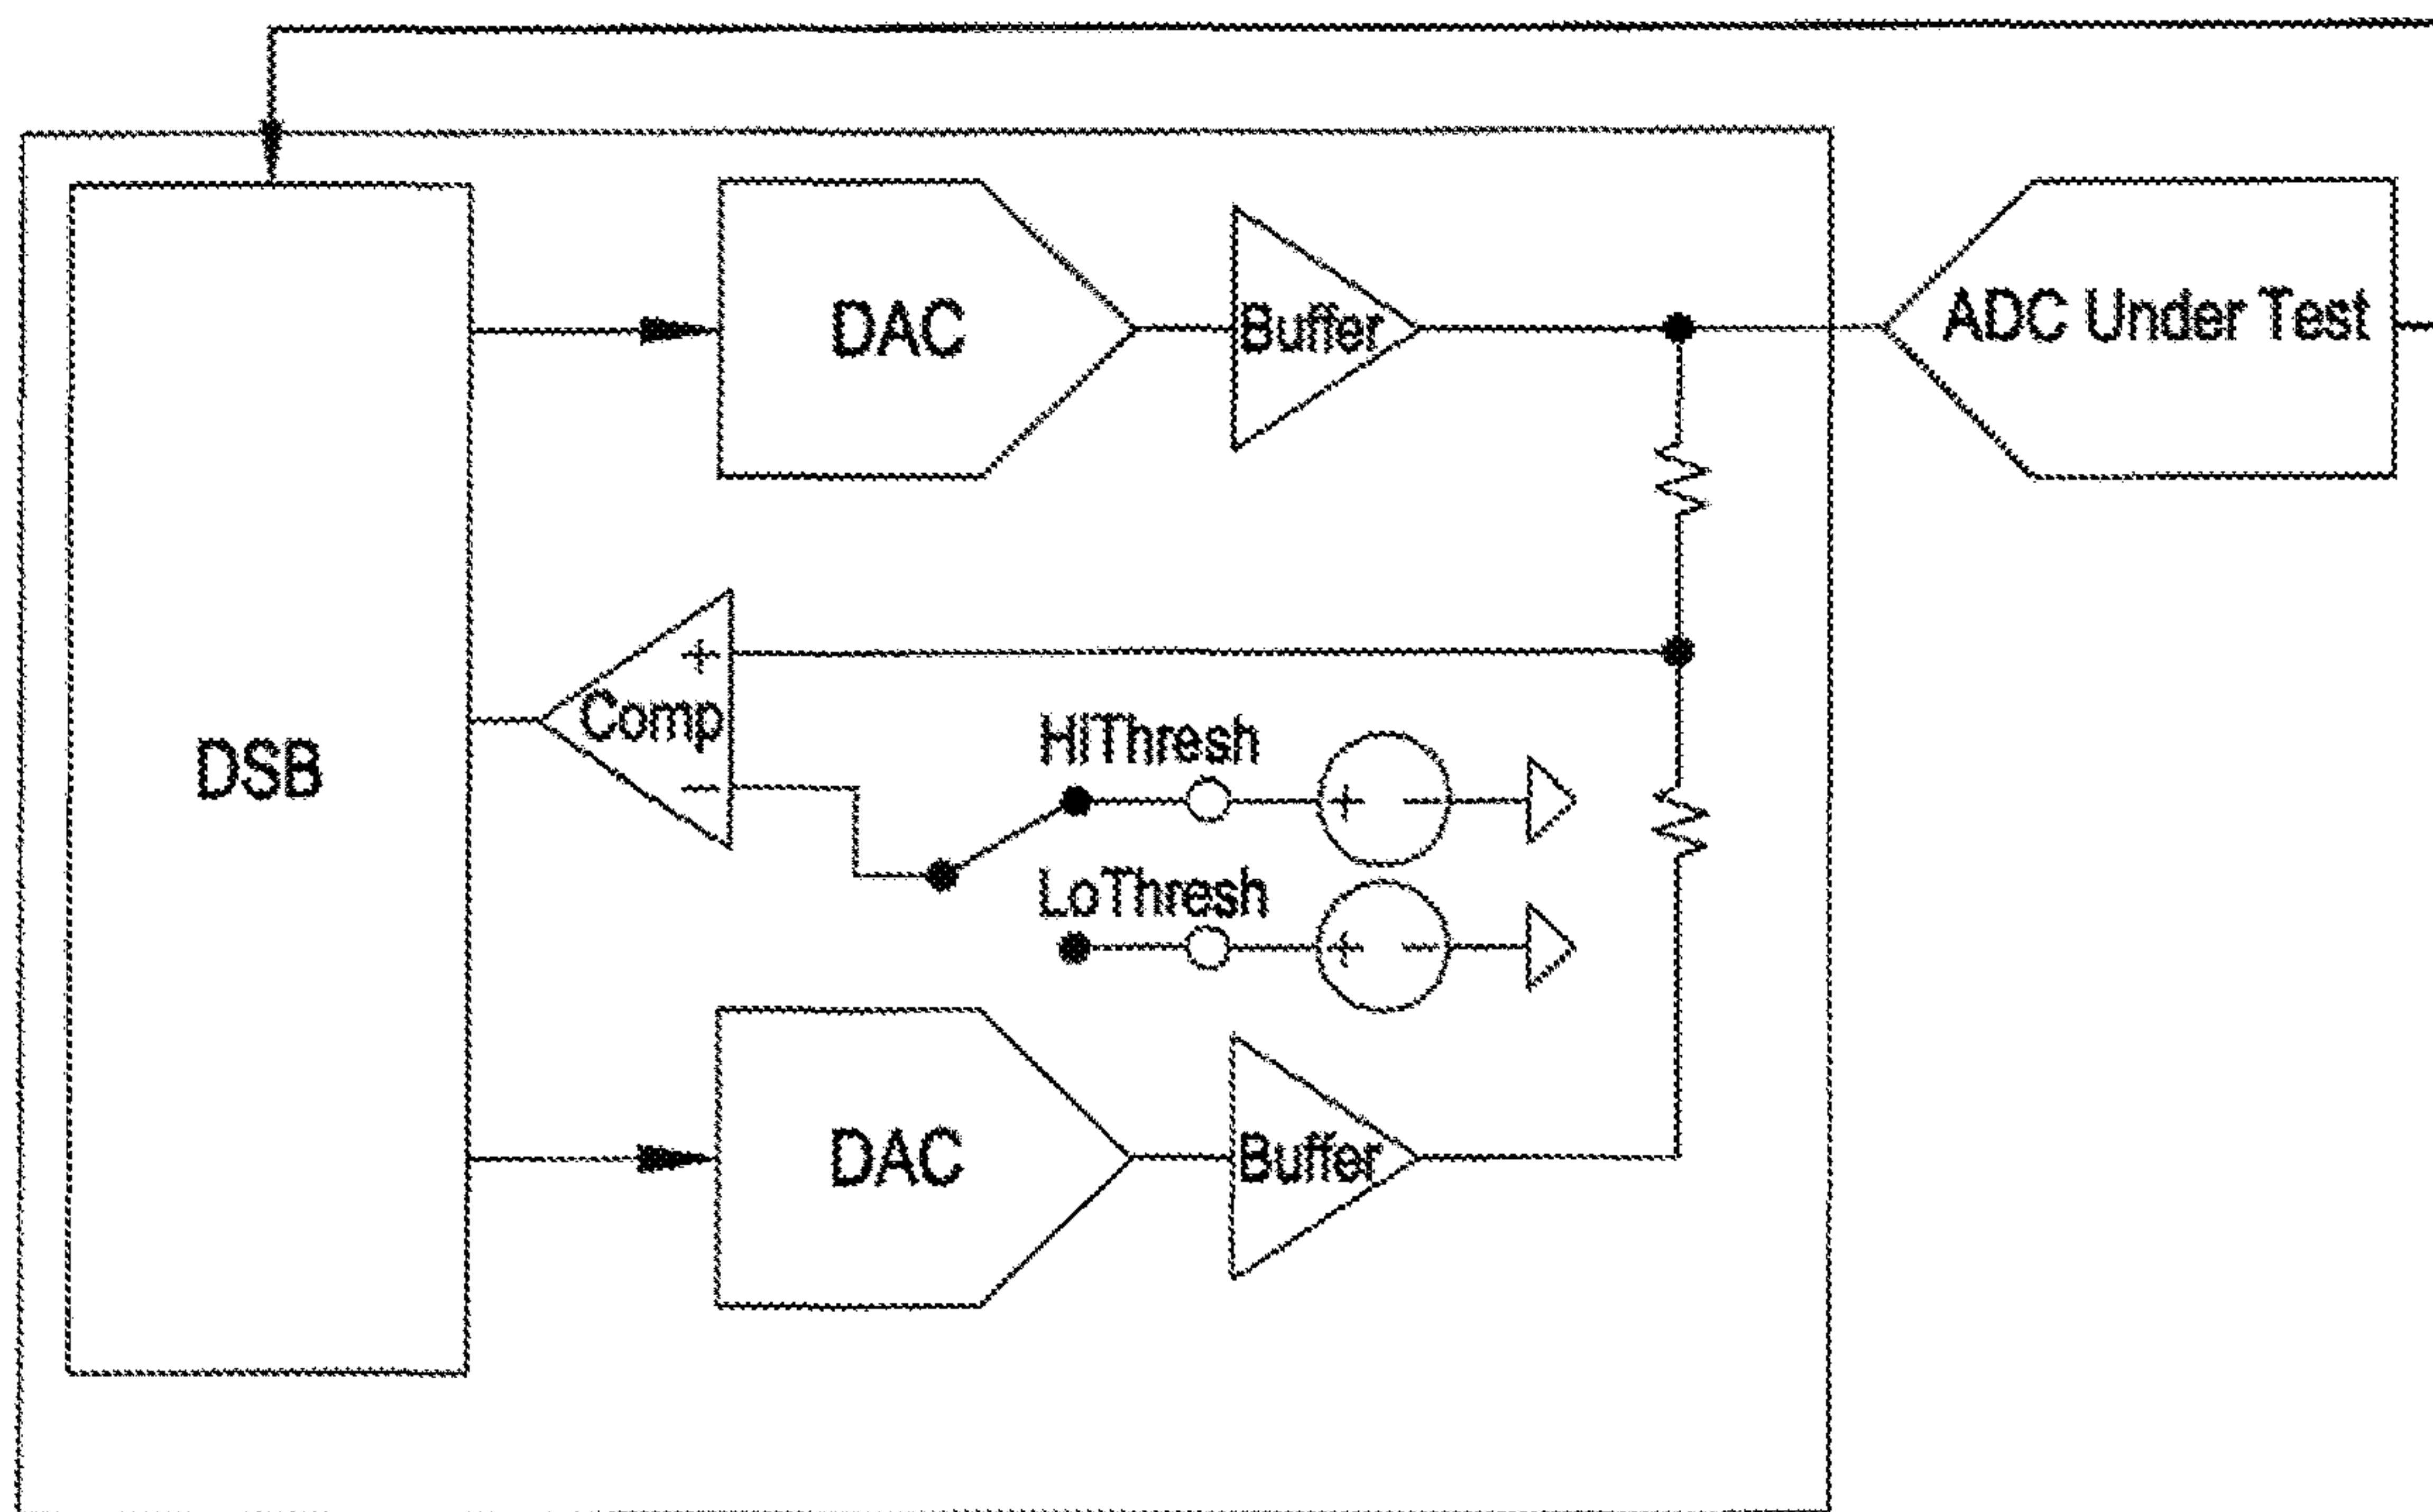 DAC
Buffer
ADC Under Test
+
Comp
−
DSB
HiThresh
+ −
LoThresh
+ −
DAC
Buffer